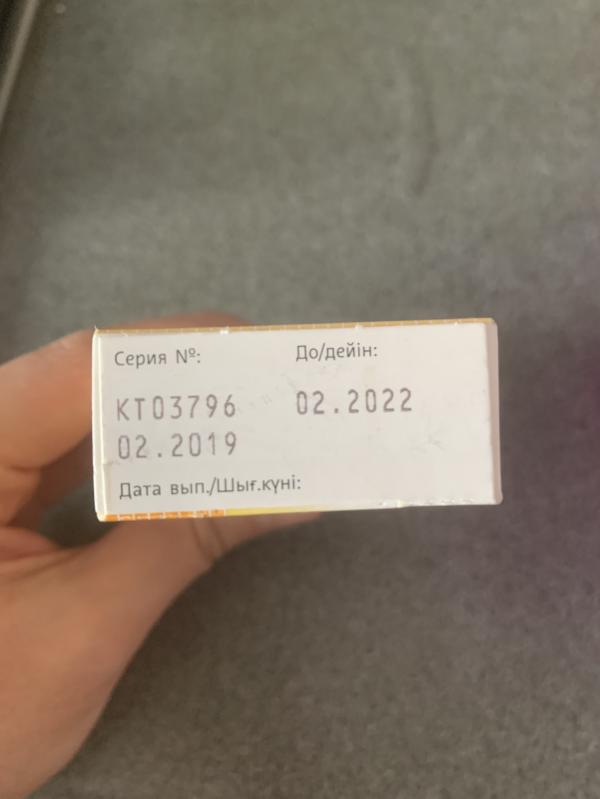 Серия №:
До/дейін:
KT03796
02.2022
02.2019
Дата вып./Шығ.күні: